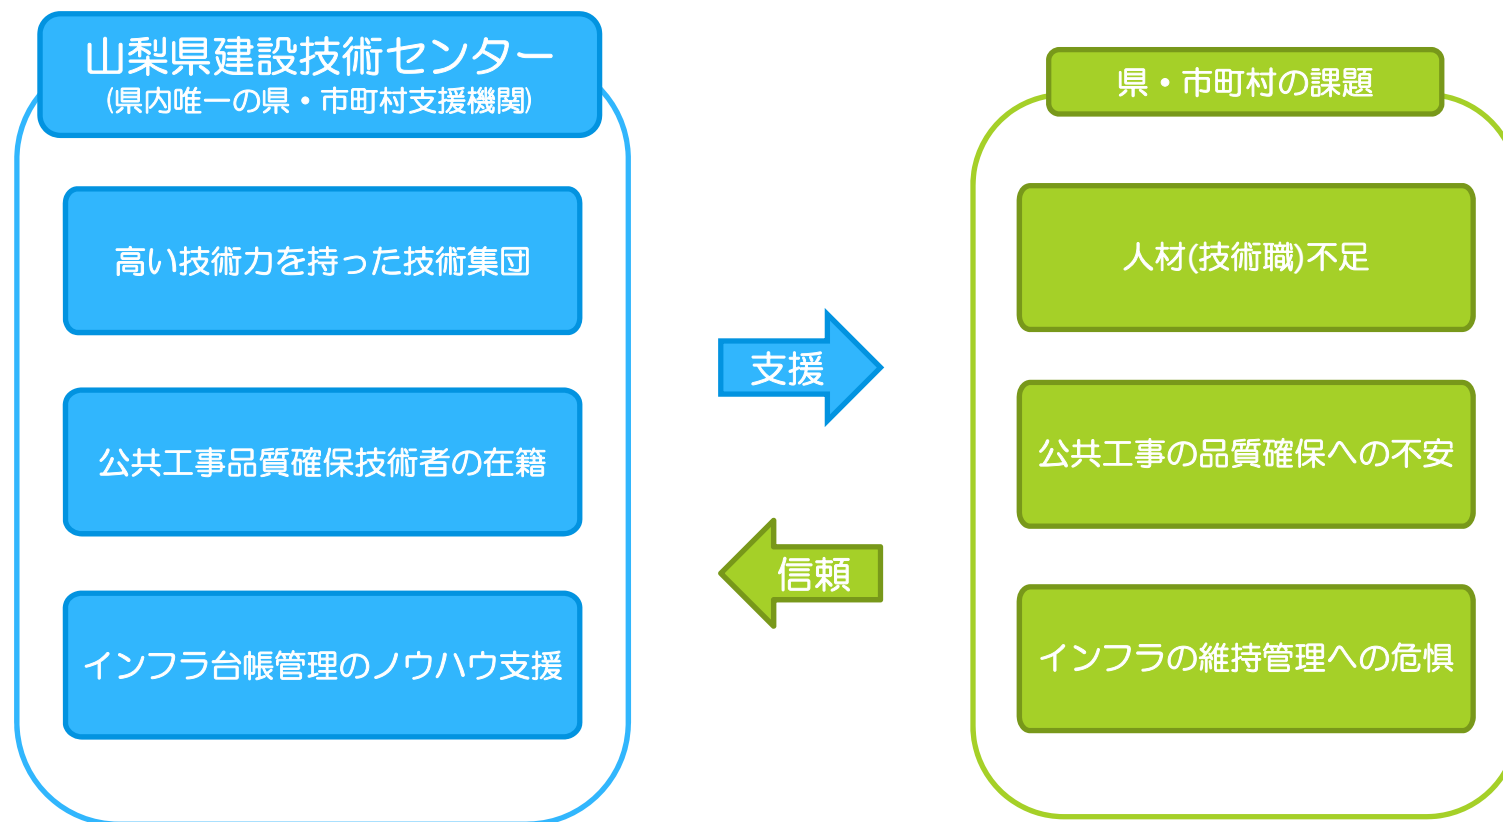 山梨県建設技術センター
(県内唯一の県・市町村支援機関)
高い技術力を持った技術集団
公共工事品質確保技術者の在籍
インフラ台帳管理のノウハウ支援
支援
信頼
県・市町村の課題
人材(技術職)不足
公共工事の品質確保への不安
インフラの維持管理への危惧